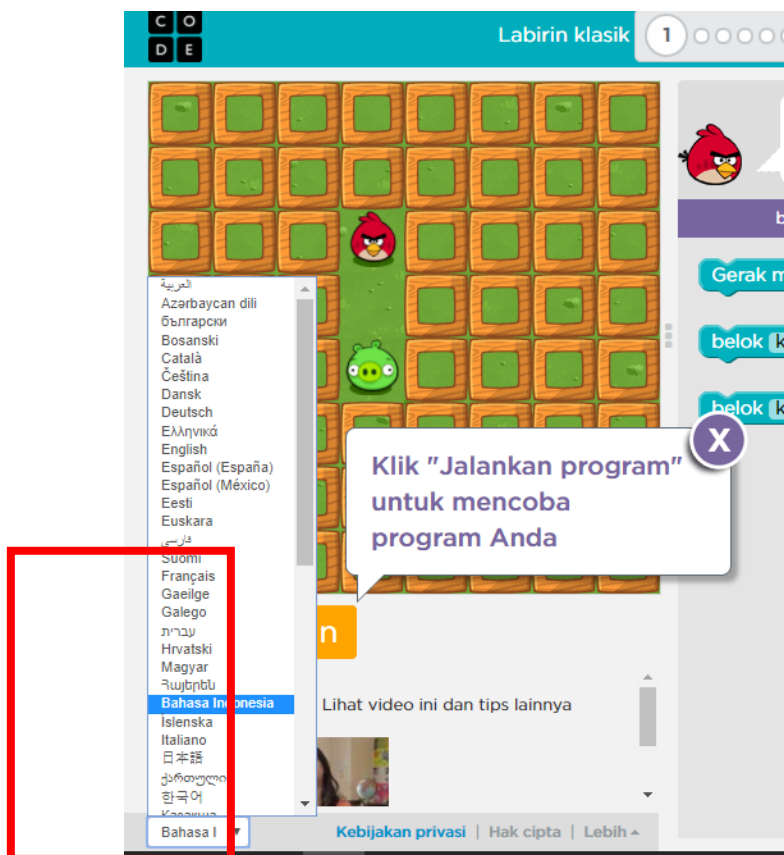 C O
D E
Labirin klasik
1
Gerak m
belok k
belok k
العربية
Azərbaycan dili
български
Bosanski
Català
Čeština
Dansk
Deutsch
Ελληνικά
English
Español (España)
Español (México)
Eesti
Euskara
فارسی
Suomi
Français
Gaeilge
Galego
עברית
Hrvatski
Magyar
Հայերեն
Bahasa Indonesia
Íslenska
Italiano
日本語
ქართული
한국어
Klik "Jalankan program"
untuk mencoba
program Anda
X
n
Lihat video ini dan tips lainnya
Bahasa I
Kebijakan privasi | Hak cipta | Lebih